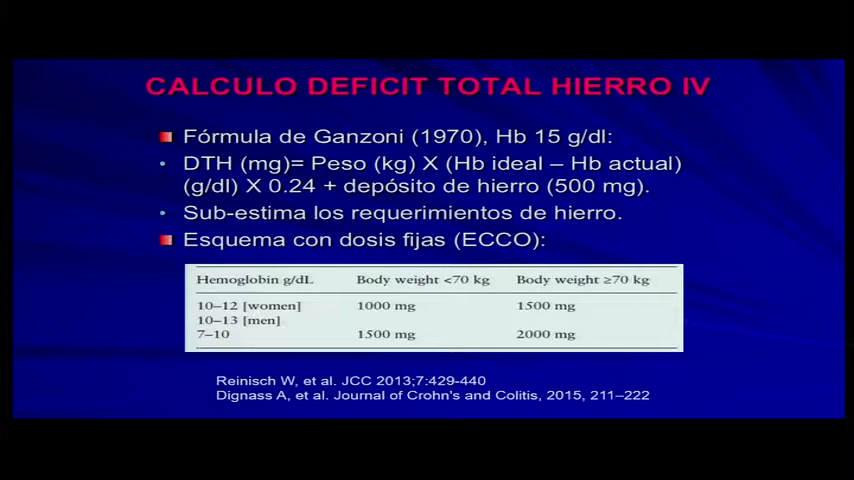 CALCULO DEFICIT TOTAL HIERRO IV
Fórmula de Ganzoni (1970), Hb 15 g/dl:
DTH (mg)= Peso (kg) X (Hb ideal – Hb actual)
(g/dl) X 0.24 + depósito de hierro (500 mg).
Sub-estima los requerimientos de hierro.
Esquema con dosis fijas (ECCO):
Hemoglobin g/dL Body weight <70 kg Body weight ≥70 kg
10–12 [women] 1000 mg 1500 mg
10–13 [men]
7–10 1500 mg 2000 mg
Reinisch W, et al. JCC 2013;7:429-440
Dignass A, et al. Journal of Crohn's and Colitis, 2015, 211–222